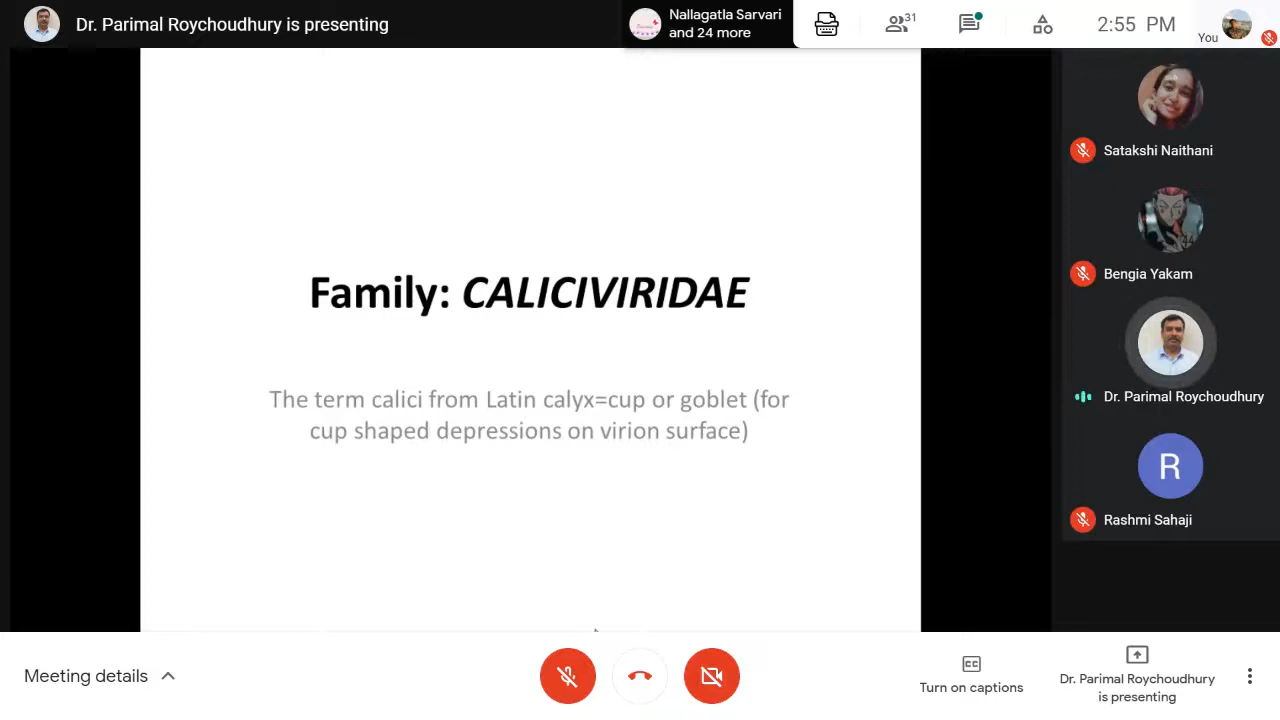 Dr. Parimal Roychoudhury is presenting
Nallagatla Sarvari
and 24 more
31
2:55 PM
You
Satakshi Naithani
Bengia Yakam
Family: CALICIVIRIDAE
The term calici from Latin calyx=cup or goblet (for
cup shaped depressions on virion surface)
Dr. Parimal Roychoudhury
R
Rashmi Sahaji
Meeting details
CC
Turn on captions
Dr. Parimal Roychoudhury
is presenting